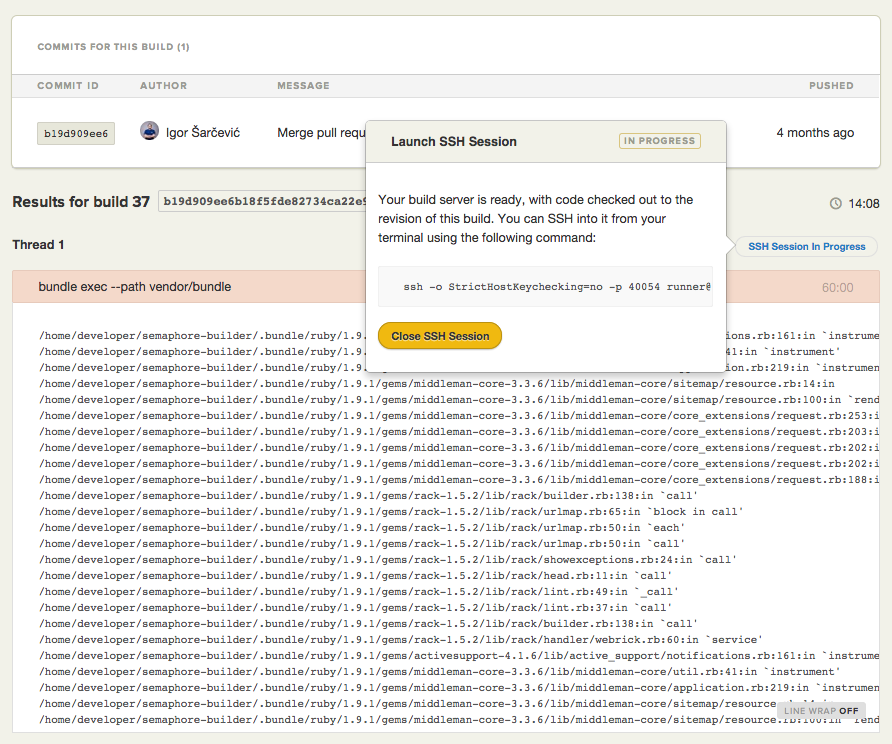 COMMITS FOR THIS BUILD (1)
COMMIT ID AUTHOR MESSAGE PUSHED
b19d909ee6 Igor Šarčević Merge pull requ 4 months ago
Launch SSH Session IN PROGRESS
Your build server is ready, with code checked out to the
revision of this build. You can SSH into it from your
terminal using the following command:
ssh -o StrictHostKeychecking=no -p 40054 runner@
Close SSH Session
Results for build 37 b19d909ee6b18f5fde82734ca22e9 14:08
Thread 1 SSH Session In Progress
bundle exec --path vendor/bundle 60:00
/home/developer/semaphore-builder/.bundle/ruby/1.9. ions.rb:161:in `instrume
/home/developer/semaphore-builder/.bundle/ruby/1.9. 41:in `instrument'
/home/developer/semaphore-builder/.bundle/ruby/1.9. ion.rb:219:in `instrumen
/home/developer/semaphore-builder/.bundle/ruby/1.9.1/gems/middleman-core-3.3.6/lib/middleman-core/sitemap/resource.rb:14:in
/home/developer/semaphore-builder/.bundle/ruby/1.9.1/gems/middleman-core-3.3.6/lib/middleman-core/sitemap/resource.rb:100:in `rend
/home/developer/semaphore-builder/.bundle/ruby/1.9.1/gems/middleman-core-3.3.6/lib/middleman-core/core_extensions/request.rb:253:i
/home/developer/semaphore-builder/.bundle/ruby/1.9.1/gems/middleman-core-3.3.6/lib/middleman-core/core_extensions/request.rb:203:i
/home/developer/semaphore-builder/.bundle/ruby/1.9.1/gems/middleman-core-3.3.6/lib/middleman-core/core_extensions/request.rb:202:i
/home/developer/semaphore-builder/.bundle/ruby/1.9.1/gems/middleman-core-3.3.6/lib/middleman-core/core_extensions/request.rb:202:i
/home/developer/semaphore-builder/.bundle/ruby/1.9.1/gems/middleman-core-3.3.6/lib/middleman-core/core_extensions/request.rb:188:i
/home/developer/semaphore-builder/.bundle/ruby/1.9.1/gems/rack-1.5.2/lib/rack/builder.rb:138:in `call'
/home/developer/semaphore-builder/.bundle/ruby/1.9.1/gems/rack-1.5.2/lib/rack/urlmap.rb:65:in `block in call'
/home/developer/semaphore-builder/.bundle/ruby/1.9.1/gems/rack-1.5.2/lib/rack/urlmap.rb:50:in `each'
/home/developer/semaphore-builder/.bundle/ruby/1.9.1/gems/rack-1.5.2/lib/rack/urlmap.rb:50:in `call'
/home/developer/semaphore-builder/.bundle/ruby/1.9.1/gems/rack-1.5.2/lib/rack/showexceptions.rb:24:in `call'
/home/developer/semaphore-builder/.bundle/ruby/1.9.1/gems/rack-1.5.2/lib/rack/head.rb:11:in `call'
/home/developer/semaphore-builder/.bundle/ruby/1.9.1/gems/rack-1.5.2/lib/rack/lint.rb:49:in `_call'
/home/developer/semaphore-builder/.bundle/ruby/1.9.1/gems/rack-1.5.2/lib/rack/lint.rb:37:in `call'
/home/developer/semaphore-builder/.bundle/ruby/1.9.1/gems/rack-1.5.2/lib/rack/builder.rb:138:in `call'
/home/developer/semaphore-builder/.bundle/ruby/1.9.1/gems/rack-1.5.2/lib/rack/handler/webrick.rb:60:in `service'
/home/developer/semaphore-builder/.bundle/ruby/1.9.1/gems/activesupport-4.1.6/lib/active_support/notifications.rb:161:in `instrume
/home/developer/semaphore-builder/.bundle/ruby/1.9.1/gems/middleman-core-3.3.6/lib/middleman-core/util.rb:41:in `instrument'
/home/developer/semaphore-builder/.bundle/ruby/1.9.1/gems/middleman-core-3.3.6/lib/middleman-core/application.rb:219:in `instrumen
/home/developer/semaphore-builder/.bundle/ruby/1.9.1/gems/middleman-core-3.3.6/lib/middleman-core/sitemap/resource
LINE WRAP OFF
/home/developer/semaphore-builder/.bundle/ruby/1.9.1/gems/middleman-core-3.3.6/lib/middleman-core/sitemap/resource.rb:100:in `rend